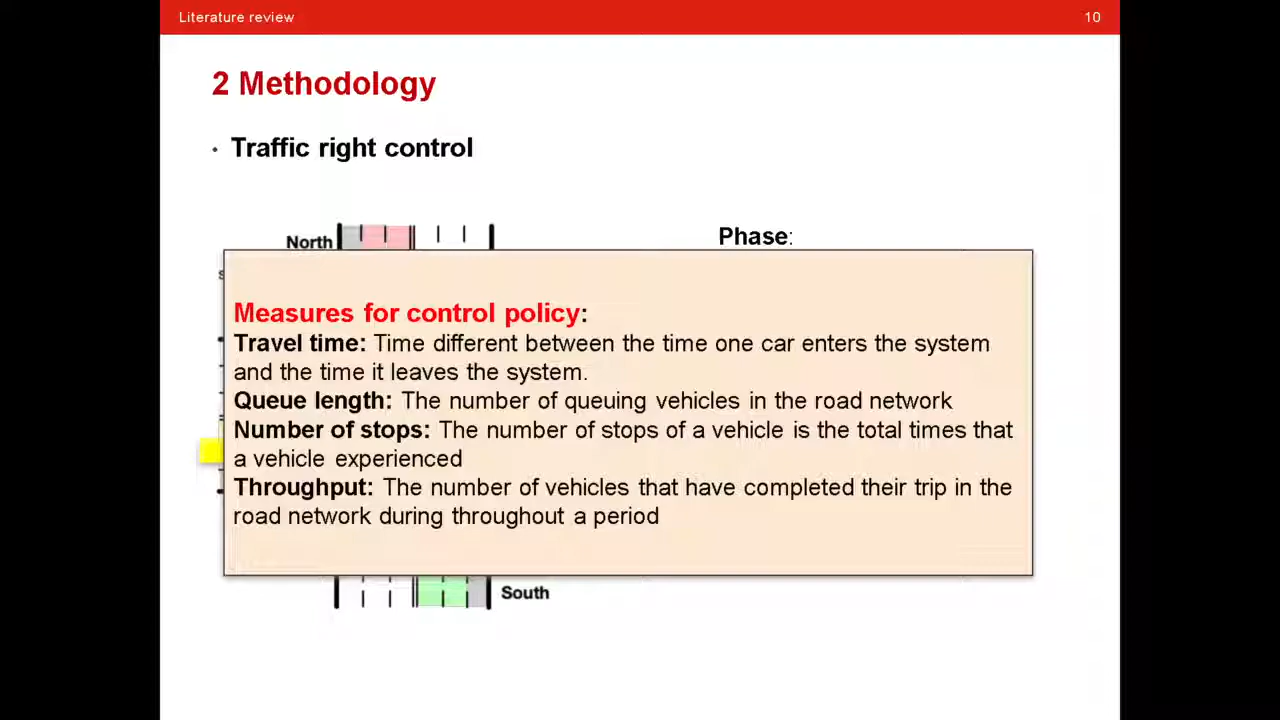 Literature review 10
2 Methodology
• Traffic right control
North
Phase:
s
Measures for control policy:
Travel time: Time different between the time one car enters the system
and the time it leaves the system.
Queue length: The number of queuing vehicles in the road network
Number of stops: The number of stops of a vehicle is the total times that
a vehicle experienced
Throughput: The number of vehicles that have completed their trip in the
road network during throughout a period
South